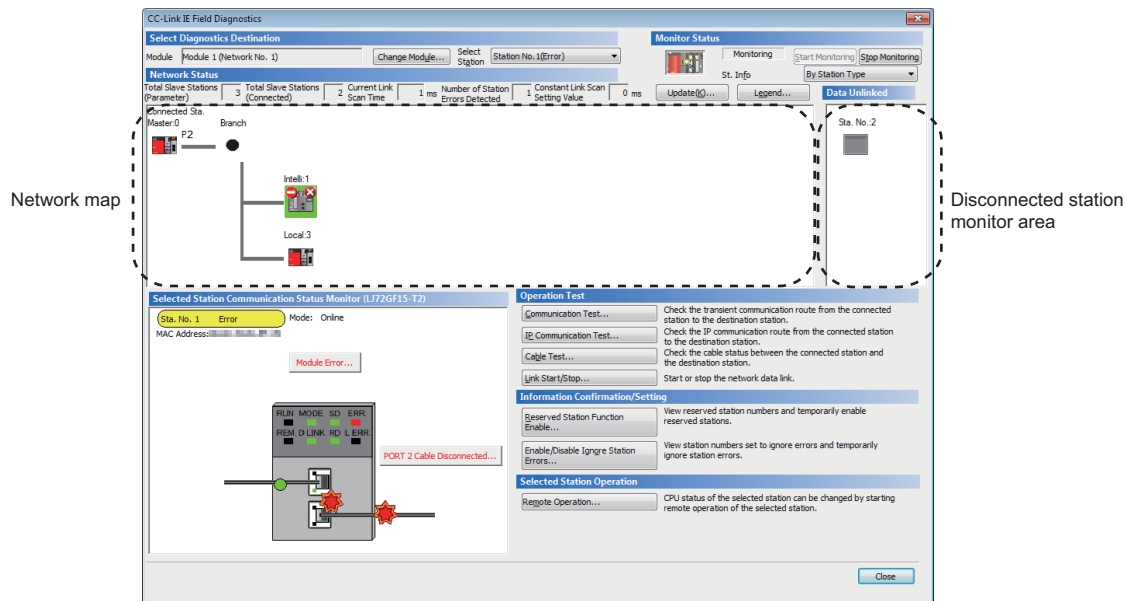 CC-Link IE Field Diagnostics
Select Diagnostics Destination
Monitor Status
Module Module 1 (Network No. 1) Change Module... Select Station Station No. 1(Error)
Monitoring Start Monitoring Stop Monitoring
Network Status
St. Info By Station Type
Total Slave Stations (Parameter) 3 Total Slave Stations (Connected) 2 Current Link Scan Time 1 ms Number of Station Errors Detected 1 Constant Link Scan Setting Value 0 ms
Update(K)... Legend... Data Unlinked
Connected Sta.
Master:0 Branch
P2
Sta. No.:2
Intelli:1
Local:3
Network map
Disconnected station
monitor area
Selected Station Communication Status Monitor (LJ72GF15-T2)
Sta. No. 1 Error Mode: Online
MAC Address:
Module Error...
RUN MODE SD ERR.
REM. D LINK RD L ERR.
PORT 2 Cable Disconnected...
Operation Test
Communication Test... Check the transient communication route from the connected
station to the destination station.
IP Communication Test... Check the IP communication route from the connected station
to the destination station.
Cable Test... Check the cable status between the connected station and
the destination station.
Link Start/Stop... Start or stop the network data link.
Information Confirmation/Setting
Reserved Station Function
Enable...
View reserved station numbers and temporarily enable
reserved stations.
Enable/Disable Ignore Station
Errors...
View station numbers set to ignore errors and temporarily
ignore station errors.
Selected Station Operation
Remote Operation... CPU status of the selected station can be changed by starting
remote operation of the selected station.
Close